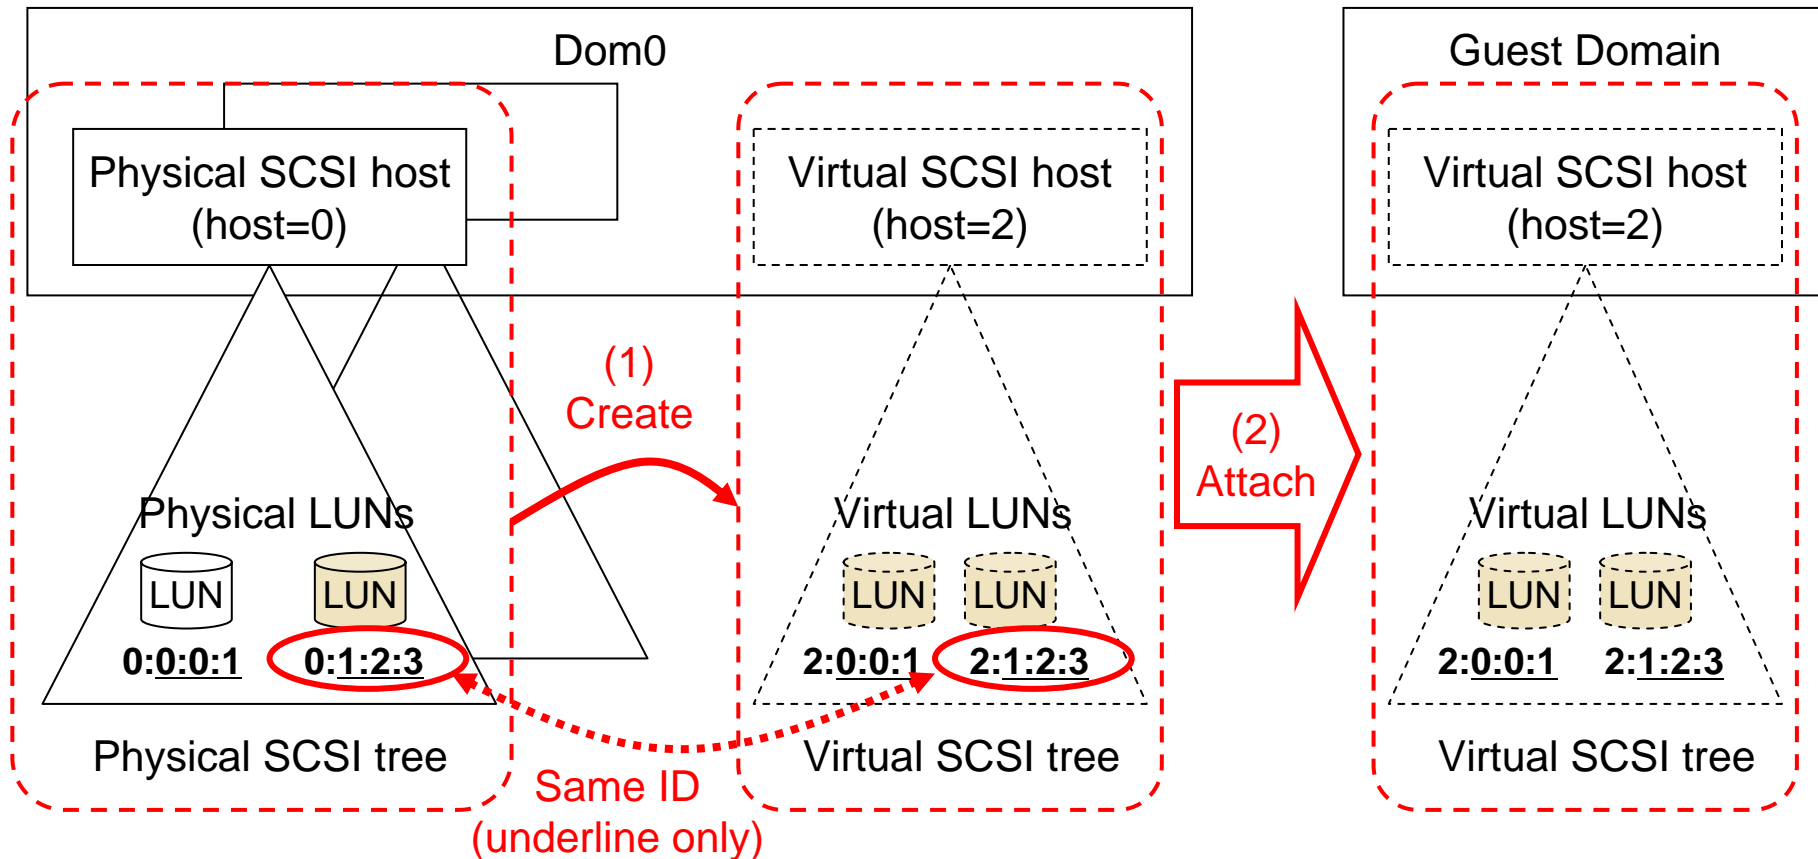 Dom0
Physical SCSI host
(host=0)
Physical LUNs
LUN LUN
0:0:0:1 0:1:2:3
Physical SCSI tree
(1)
Create
Same ID
(underline only)
Virtual SCSI host
(host=2)
Virtual LUNs
LUN LUN
2:0:0:1 2:1:2:3
Virtual SCSI tree
(2)
Attach
Guest Domain
Virtual SCSI host
(host=2)
Virtual LUNs
LUN LUN
2:0:0:1 2:1:2:3
Virtual SCSI tree